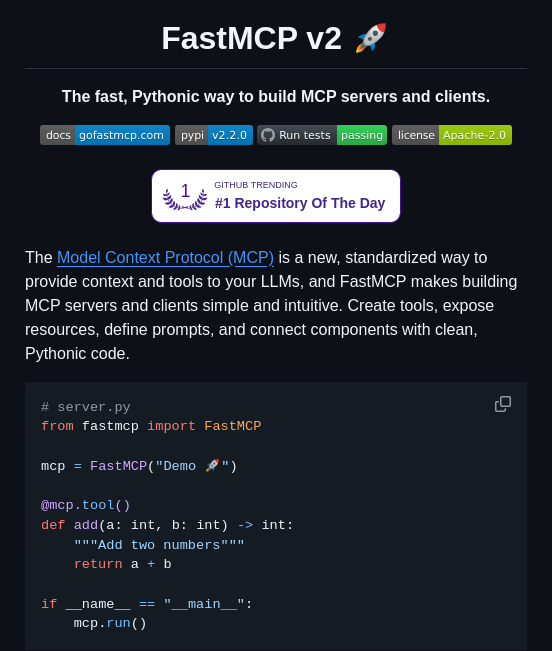 FastMCP v2 🚀
The fast, Pythonic way to build MCP servers and clients.
docs gofastmcp.com pypi v2.2.0 Run tests passing license Apache-2.0
1
GITHUB TRENDING
#1 Repository Of The Day
The Model Context Protocol (MCP) is a new, standardized way to
provide context and tools to your LLMs, and FastMCP makes building
MCP servers and clients simple and intuitive. Create tools, expose
resources, define prompts, and connect components with clean,
Pythonic code.
# server.py
from fastmcp import FastMCP
mcp = FastMCP("Demo 🚀")
@mcp.tool()
def add(a: int, b: int) -> int:
    """Add two numbers"""
    return a + b
if __name__ == "__main__":
    mcp.run()